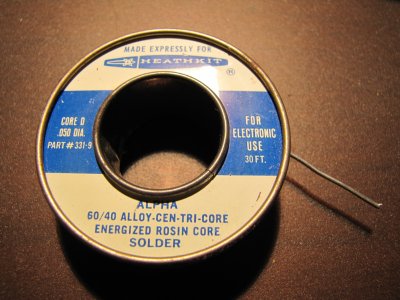 MADE EXPRESSLY FOR
HEATHKIT
®
CORE D
.050 DIA.
PART # 331-9
FOR
ELECTRONIC
USE
30 FT.
ALPHA
60/40 ALLOY-CEN-TRI-CORE
ENERGIZED ROSIN CORE
SOLDER